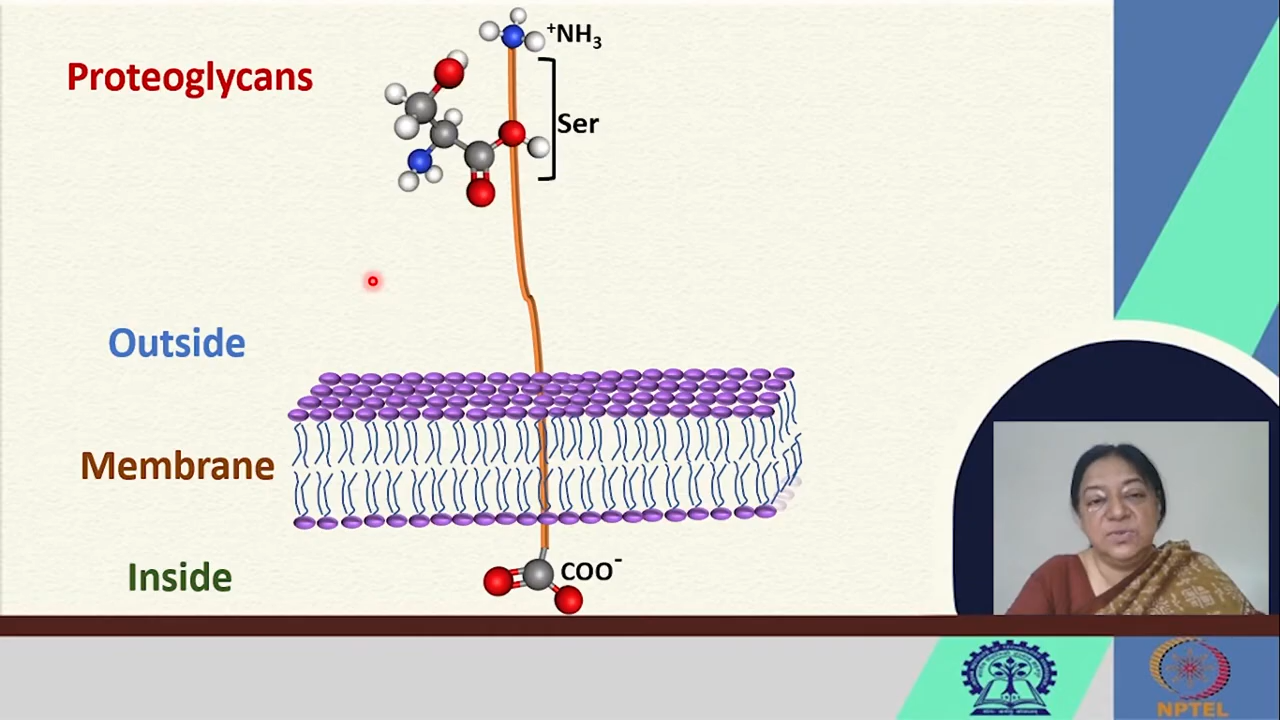 Proteoglycans
⁺NH₃
Ser
Outside
Membrane
Inside
COO⁻
NPTEL